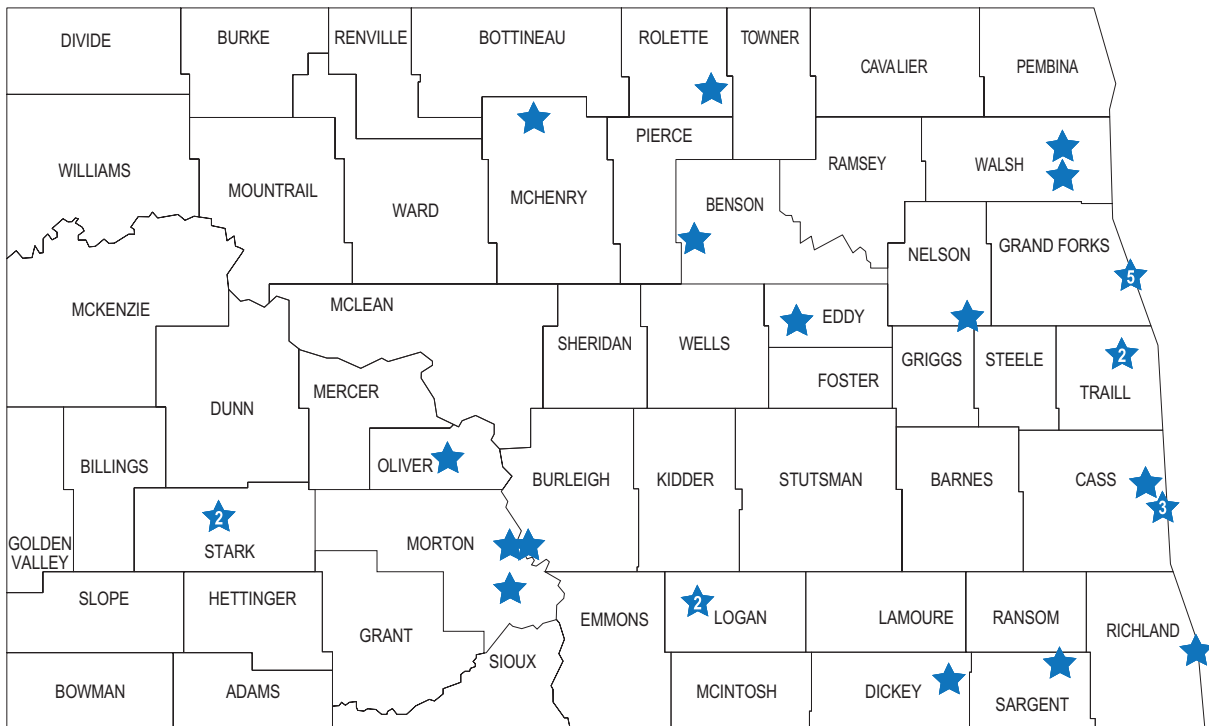 DIVIDE
BURKE
RENVILLE
BOTTINEAU
ROLETTE
TOWNER
CAVALIER
PEMBINA
WILLIAMS
MOUNTRAIL
WARD
MCHENRY
PIERCE
BENSON
RAMSEY
WALSH
NELSON
GRAND FORKS
5
MCKENZIE
MCLEAN
SHERIDAN
WELLS
EDDY
FOSTER
GRIGGS
STEELE
2
TRAILL
DUNN
MERCER
OLIVER
BILLINGS
BURLEIGH
KIDDER
STUTSMAN
BARNES
CASS
3
GOLDEN
VALLEY
2
STARK
MORTON
SLOPE
HETTINGER
GRANT
SIOUX
EMMONS
2
LOGAN
LAMOURE
RANSOM
RICHLAND
BOWMAN
ADAMS
MCINTOSH
DICKEY
SARGENT